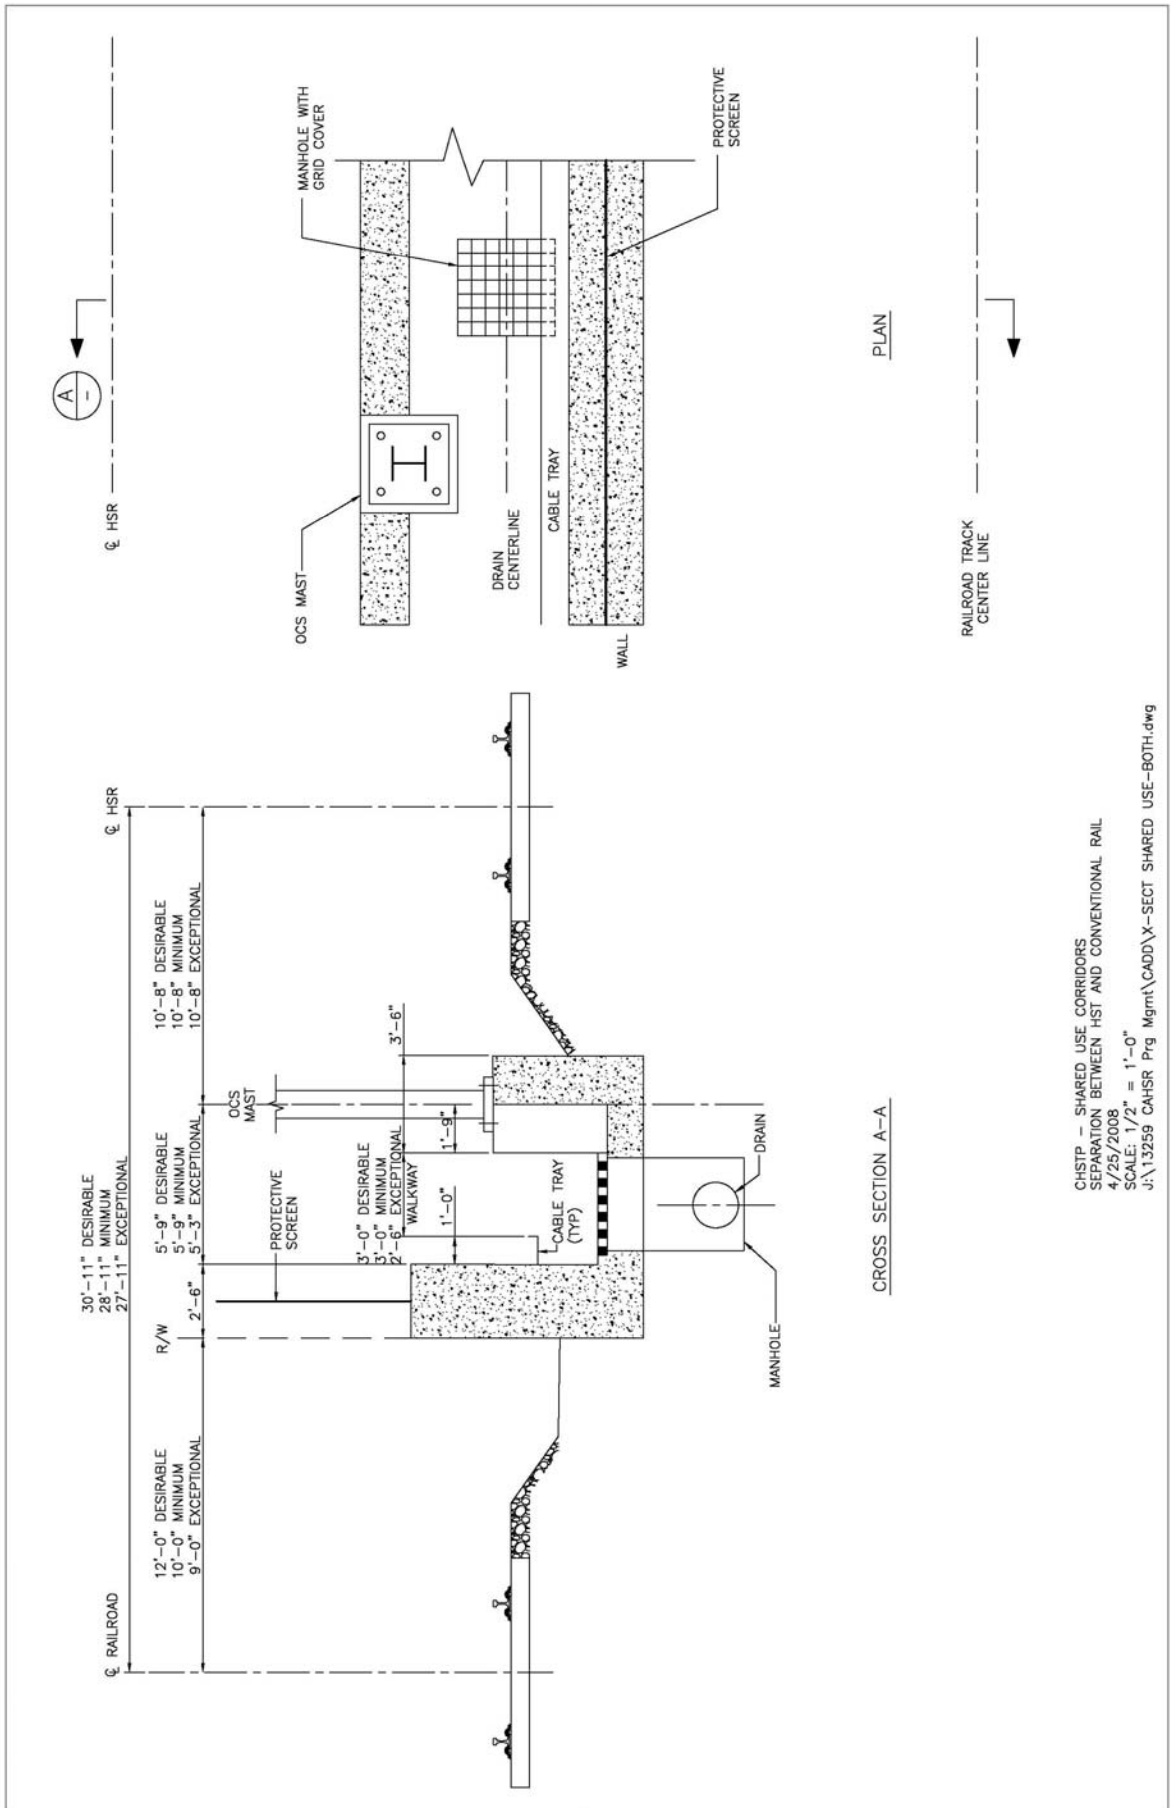 30'-11" DESIRABLE
28'-11" MINIMUM
27'-11" EXCEPTIONAL
℄ RAILROAD
℄ HSR
12'-0" DESIRABLE
10'-0" MINIMUM
9'-0" EXCEPTIONAL
R/W
2'-6"
5'-9" DESIRABLE
5'-9" MINIMUM
5'-3" EXCEPTIONAL
10'-8" DESIRABLE
10'-8" MINIMUM
10'-8" EXCEPTIONAL
PROTECTIVE
SCREEN
OCS
MAST
3'-0" DESIRABLE
3'-0" MINIMUM
2'-6" EXCEPTIONAL
WALKWAY
3'-6"
1'-0"
1'-9"
CABLE TRAY
(TYP)
MANHOLE
DRAIN
CROSS SECTION A-A
℄ HSR
A
-
OCS MAST
MANHOLE WITH
GRID COVER
DRAIN
CENTERLINE
CABLE TRAY
WALL
PROTECTIVE
SCREEN
PLAN
RAILROAD TRACK
CENTER LINE
CHSTP - SHARED USE CORRIDORS
SEPARATION BETWEEN HST AND CONVENTIONAL RAIL
4/25/2008
SCALE: 1/2" = 1'-0"
J:\13259 CAHSR Prg Mgmt\CADD\X-SECT SHARED USE-BOTH.dwg